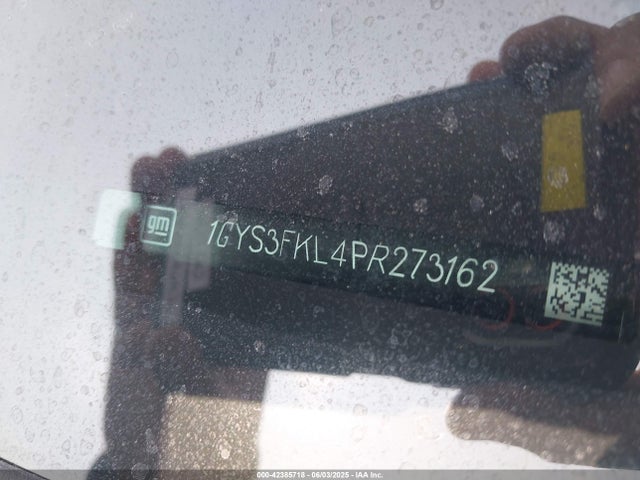 gm
1GYS3FKL4PR273162
000-42385718 - 06/03/2025 - IAA Inc.